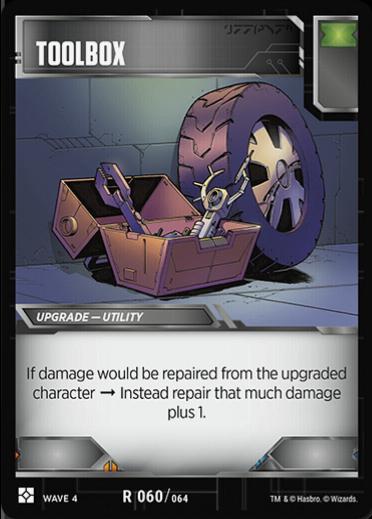 TOOLBOX
UPGRADE — UTILITY
If damage would be repaired from the upgraded
character → Instead repair that much damage
plus 1.
WAVE 4
R 060/064
TM & © Hasbro. © Wizards.